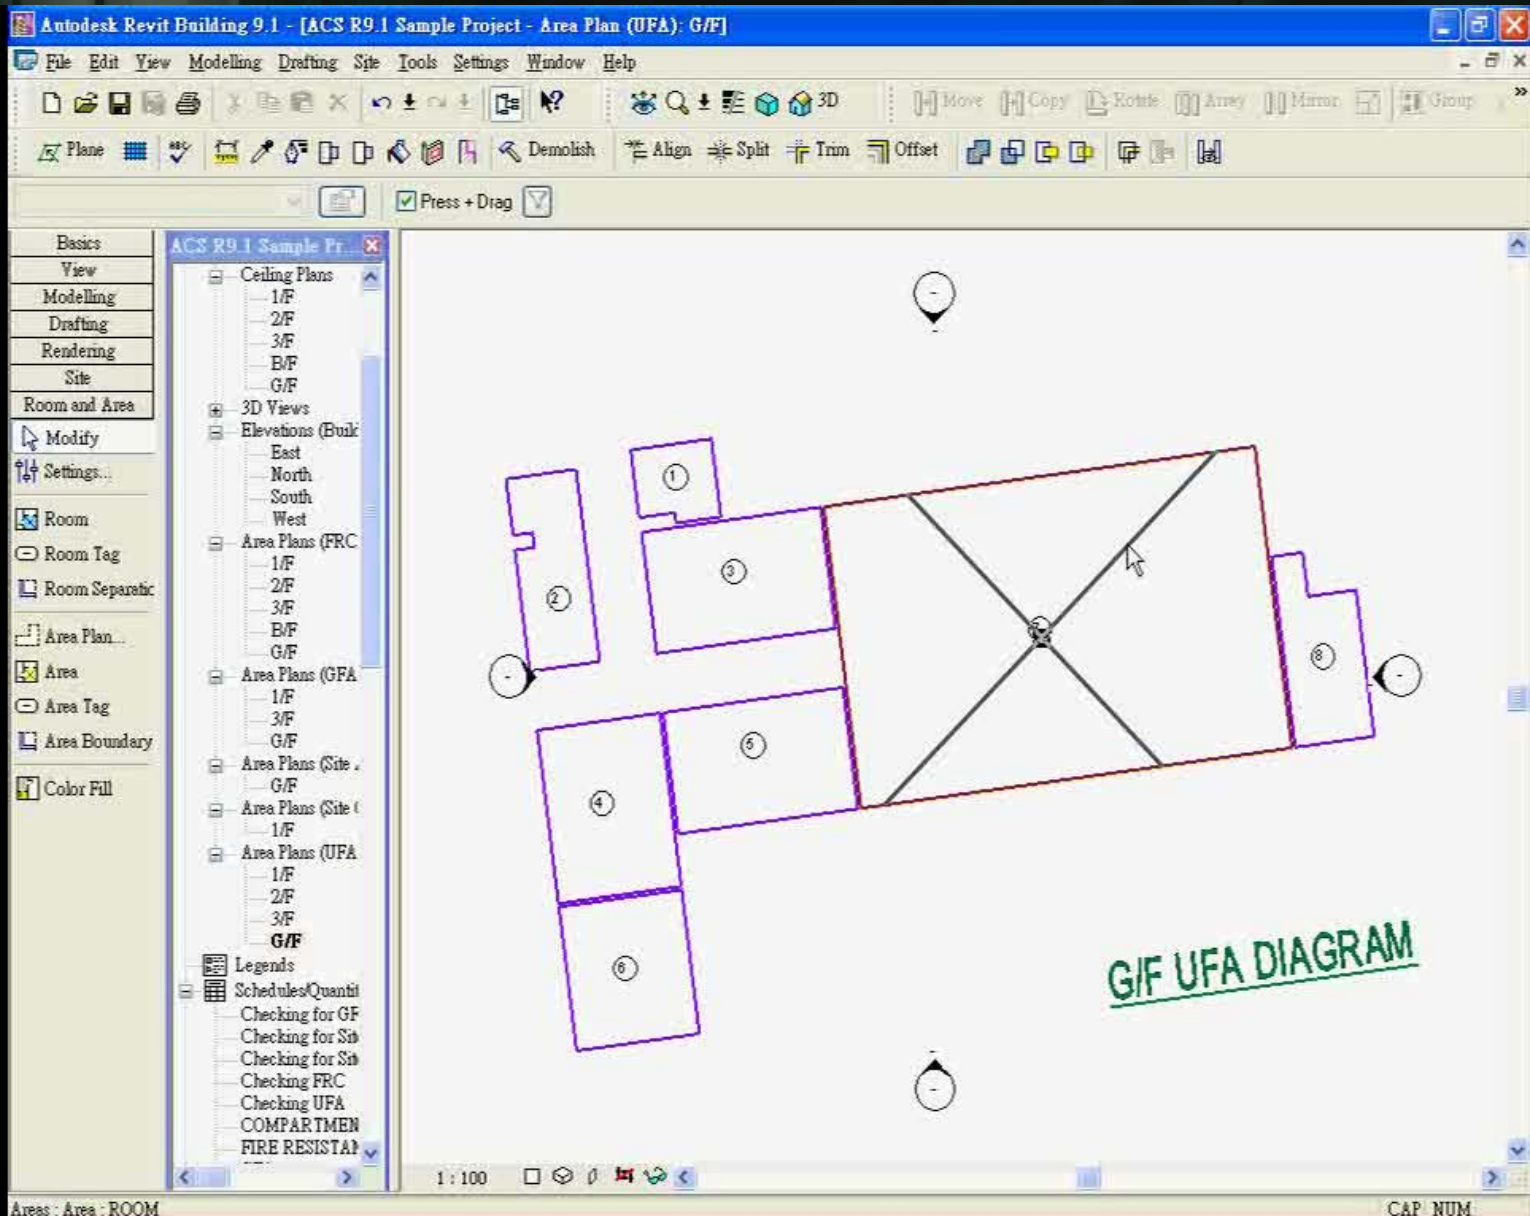 Autodesk Revit Building 9.1 - [ACS R9.1 Sample Project - Area Plan (UFA): G/F]
File Edit View Modelling Drafting Site Tools Settings Window Help
3D Move Copy Rotate Array Mirror Group
Plane Demolish Align Split Trim Offset
Press + Drag
Basics
View
Modelling
Drafting
Rendering
Site
Room and Area
Modify
Settings...
Room
Room Tag
Room Separatic
Area Plan...
Area
Area Tag
Area Boundary
Color Fill
ACS R9.1 Sample Pr...
Ceiling Plans
1/F
2/F
3/F
B/F
G/F
3D Views
Elevations (Build
East
North
South
West
Area Plans (FRC
1/F
2/F
3/F
B/F
G/F
Area Plans (GFA
1/F
3/F
G/F
Area Plans (Site
G/F
Area Plans (Site
1/F
Area Plans (UFA
1/F
2/F
3/F
G/F
Legends
Schedules/Quantit
Checking for GF
Checking for Sit
Checking for Sit
Checking FRC
Checking UFA
COMPARTMEN
FIRE RESISTAN
1
2
3
4
5
6
8
G/F UFA DIAGRAM
1 : 100
Areas : Area : ROOM
CAP NUM